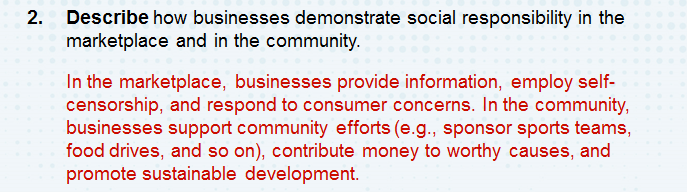 2. Describe how businesses demonstrate social responsibility in the
marketplace and in the community.
In the marketplace, businesses provide information, employ self-
censorship, and respond to consumer concerns. In the community,
businesses support community efforts (e.g., sponsor sports teams,
food drives, and so on), contribute money to worthy causes, and
promote sustainable development.